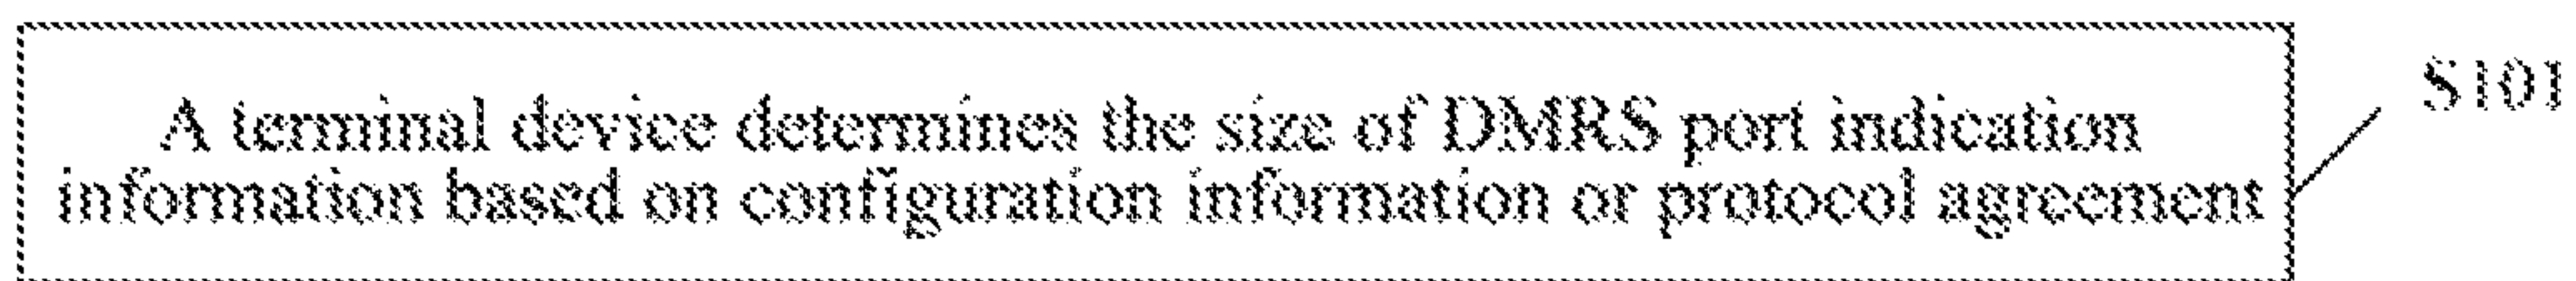 S101
A terminal device determines the size of DMRS port indication
information based on configuration information or protocol agreement